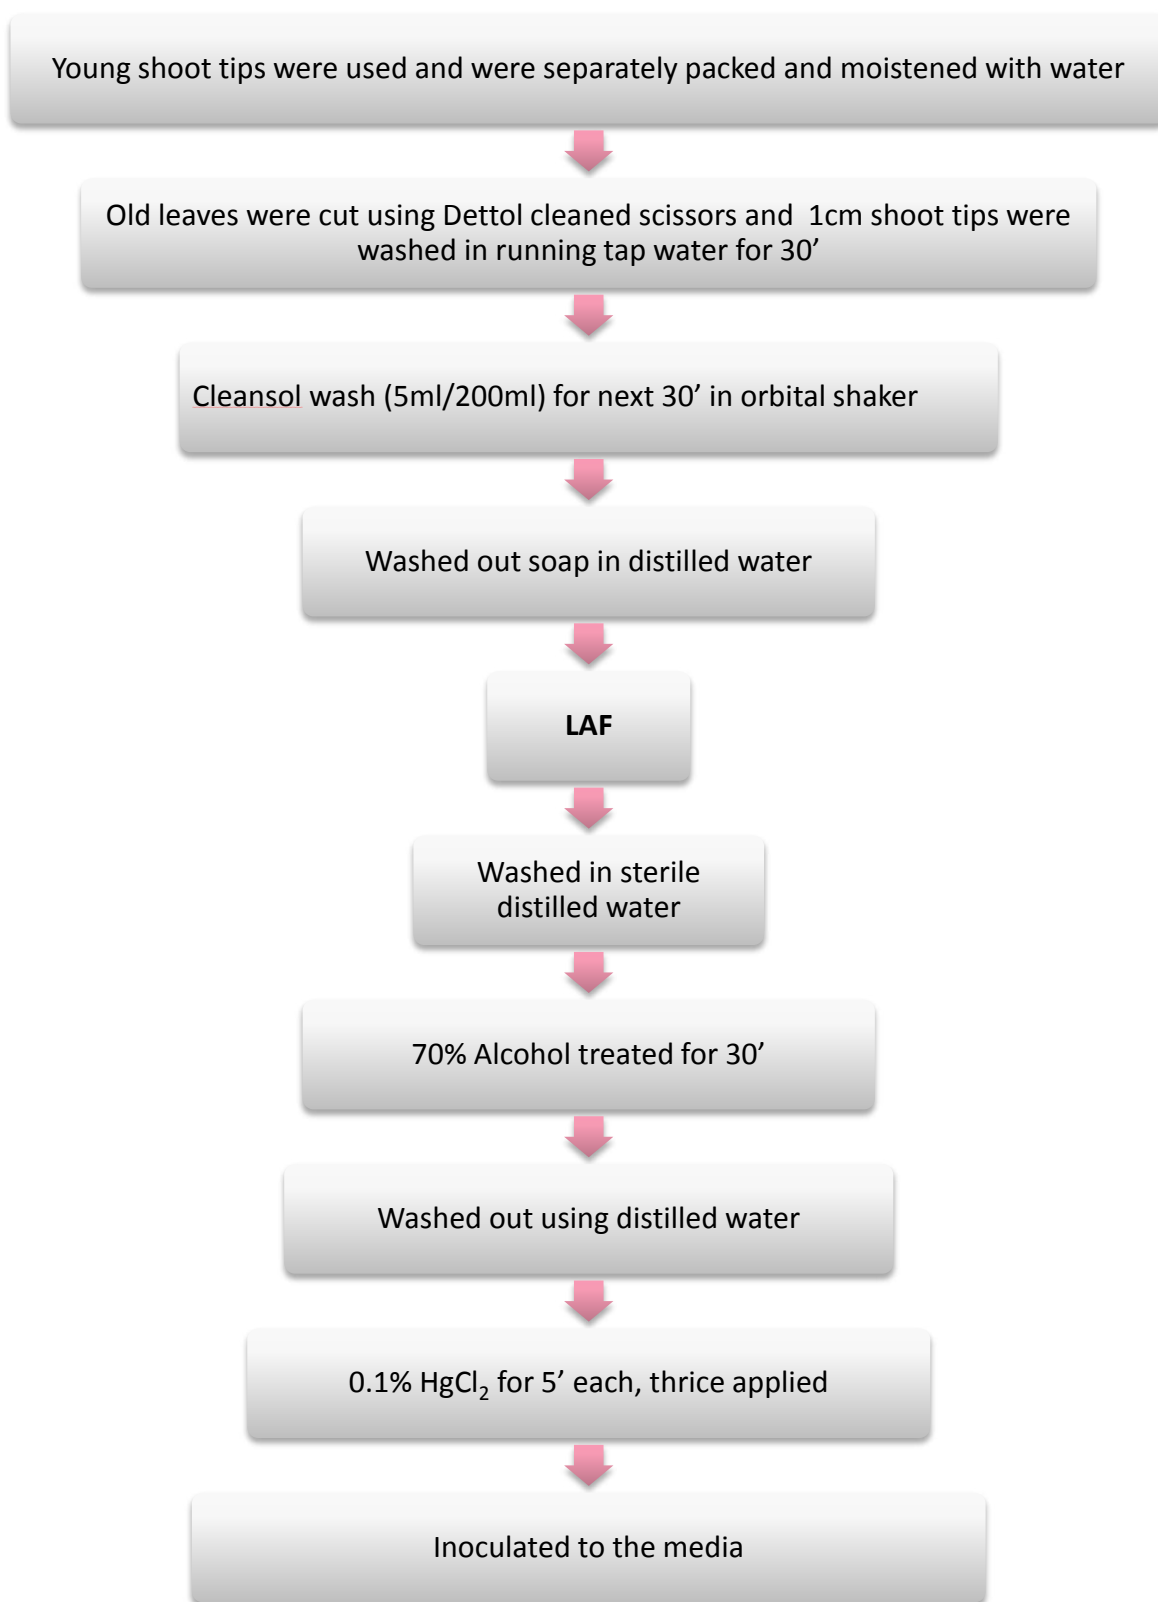 Young shoot tips were used and were separately packed and moistened with water
Old leaves were cut using Dettol cleaned scissors and  1cm shoot tips were
washed in running tap water for 30’
Cleansol wash (5ml/200ml) for next 30’ in orbital shaker
Washed out soap in distilled water
LAF
Washed in sterile
distilled water
70% Alcohol treated for 30’
Washed out using distilled water
0.1% HgCl₂ for 5’ each, thrice applied
Inoculated to the media